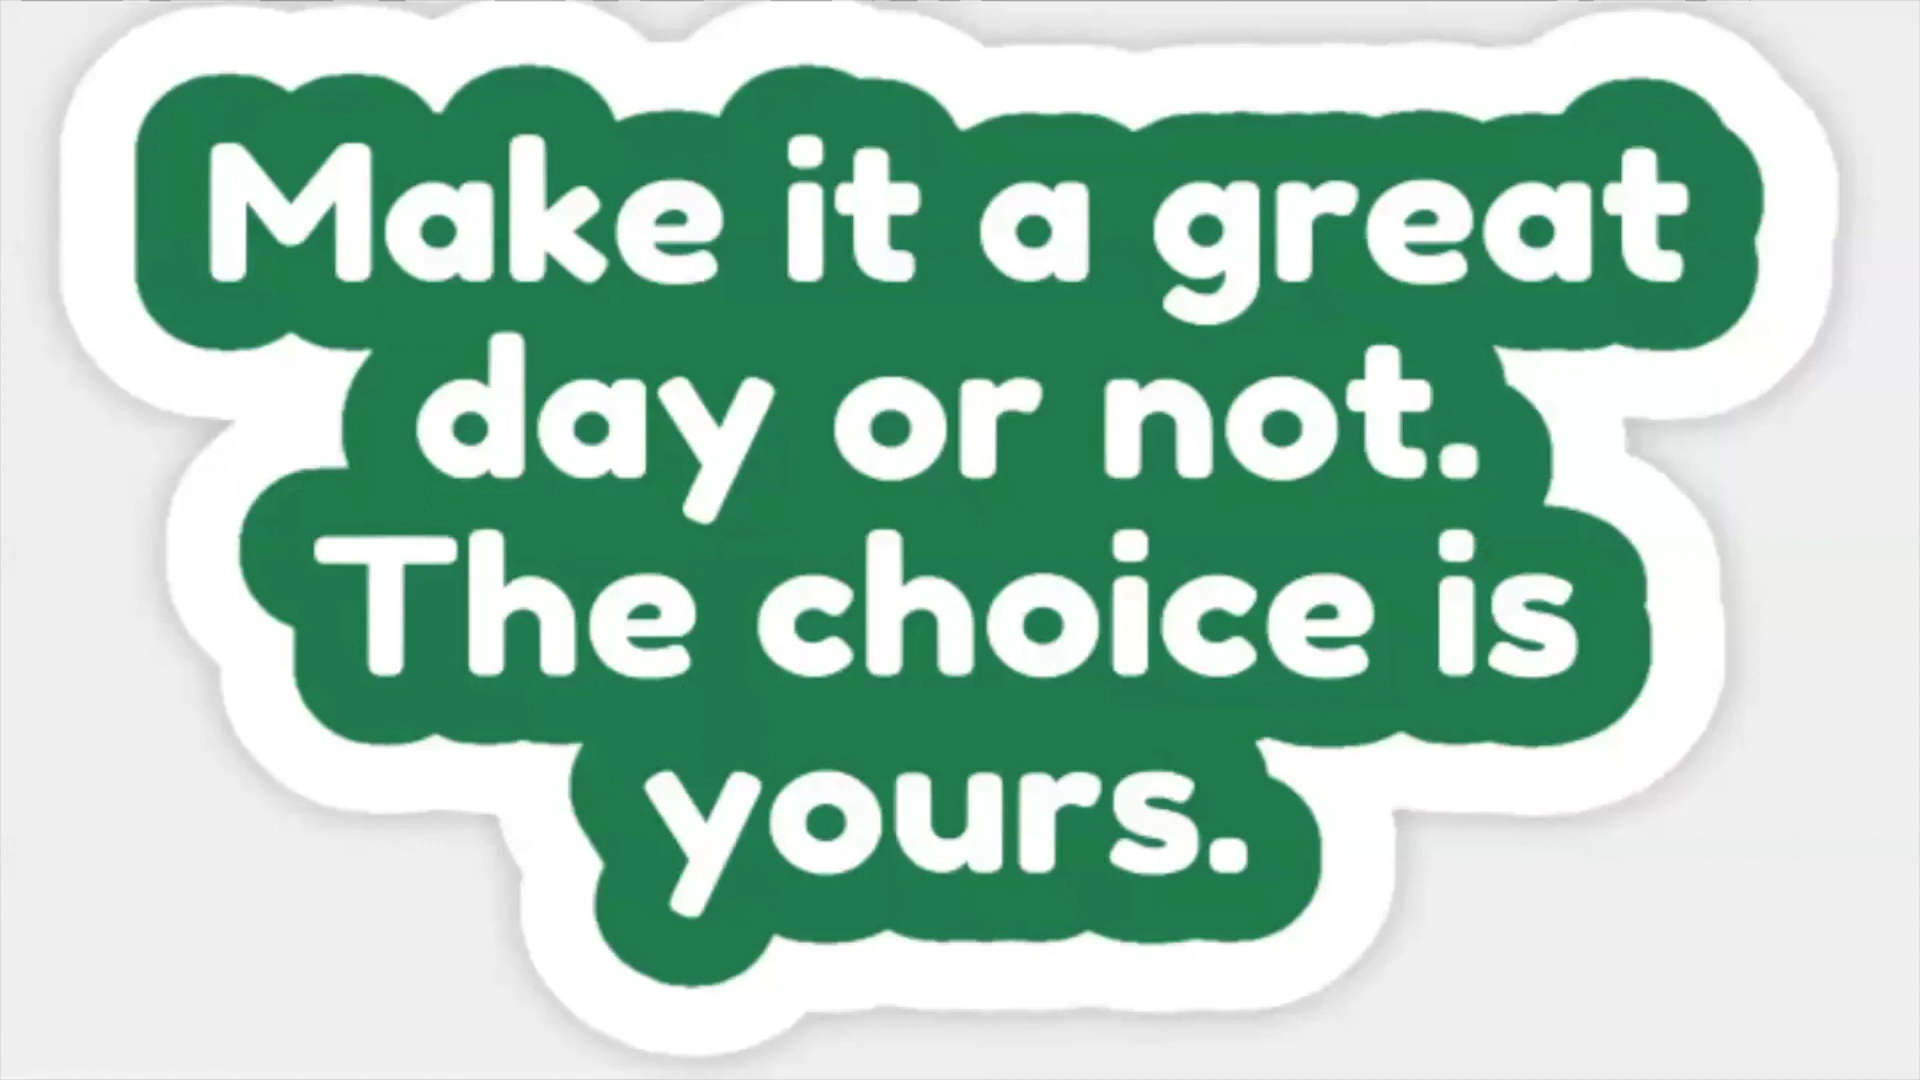 Make it a great
day or not.
The choice is
yours.